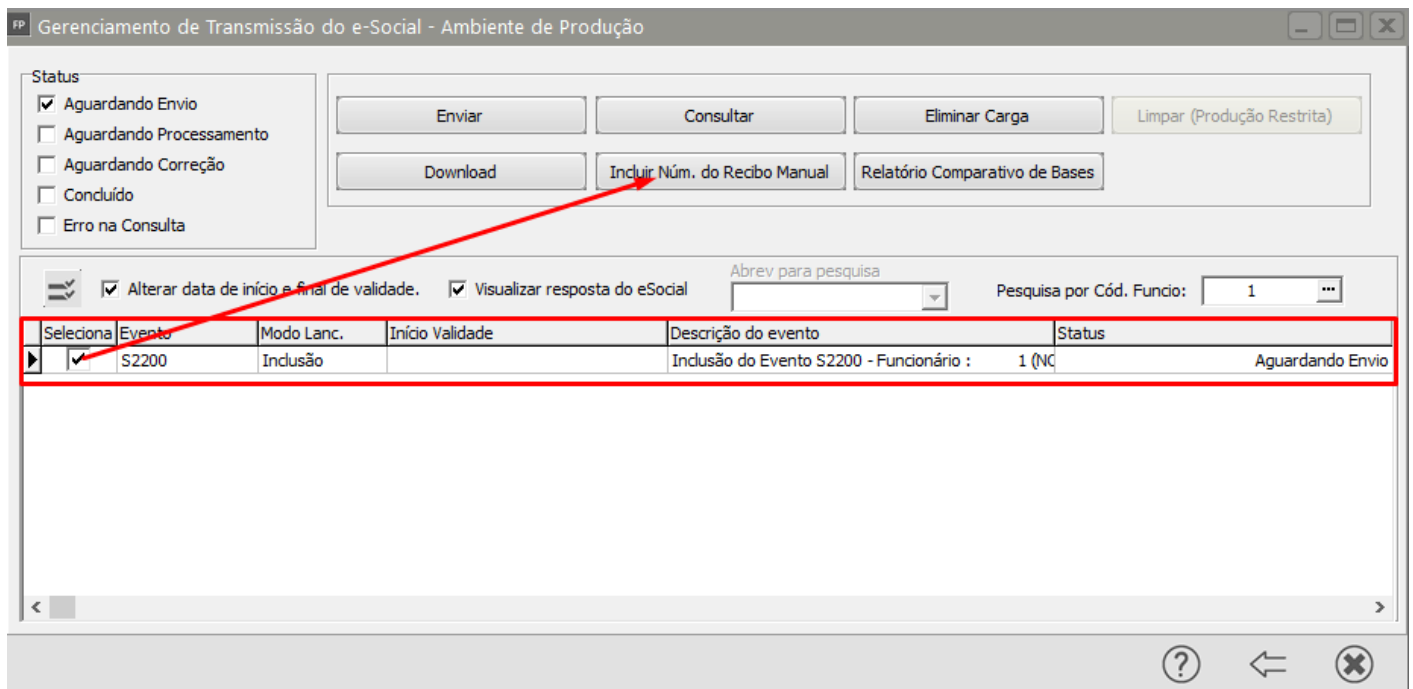 FP Gerenciamento de Transmissão do e-Social - Ambiente de Produção
Status
Aguardando Envio
Aguardando Processamento
Aguardando Correção
Concluído
Erro na Consulta
Enviar Consultar Eliminar Carga Limpar (Produção Restrita)
Download Incluir Núm. do Recibo Manual Relatório Comparativo de Bases
Alterar data de início e final de validade. Visualizar resposta do eSocial Abrev para pesquisa Pesquisa por Cód. Funcio: 1 ...
Seleciona Evento Modo Lanc. Início Validade Descrição do evento Status
S2200 Inclusão Inclusão do Evento S2200 - Funcionário : 1 (NO Aguardando Envio